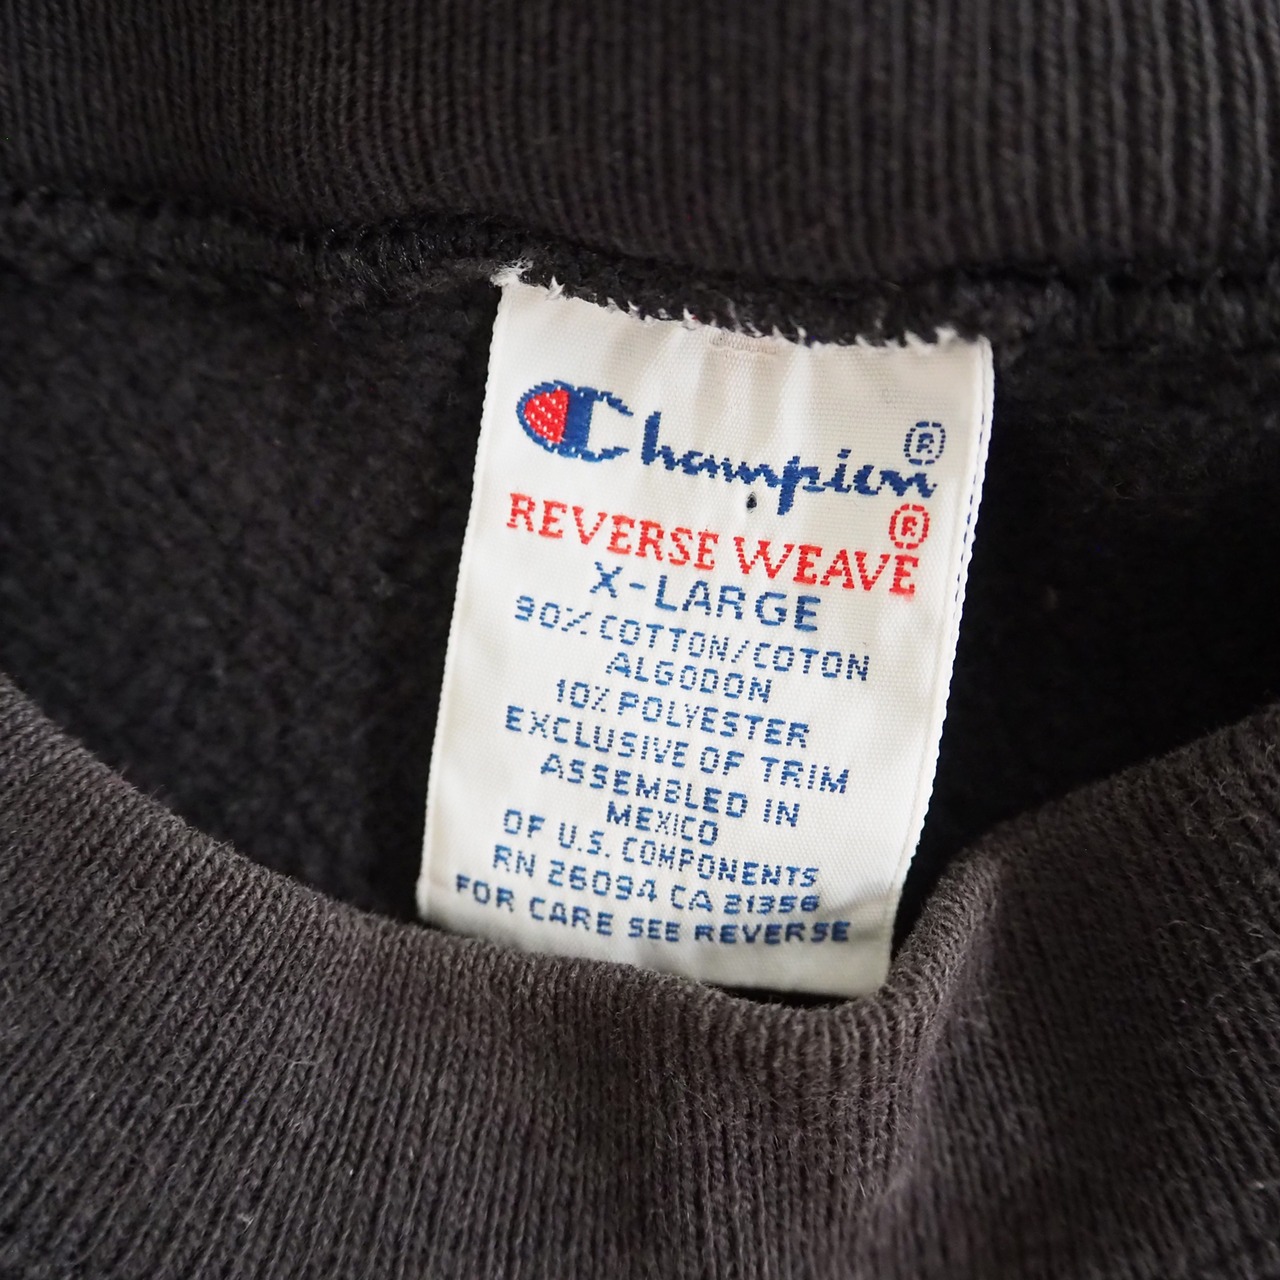 Champion®
REVERSE WEAVE®
X-LARGE
90% COTTON/COTON
ALGODON
10% POLYESTER
EXCLUSIVE OF TRIM
ASSEMBLED IN
MEXICO
OF U.S. COMPONENTS
RN 26094 CA 21356
FOR CARE SEE REVERSE